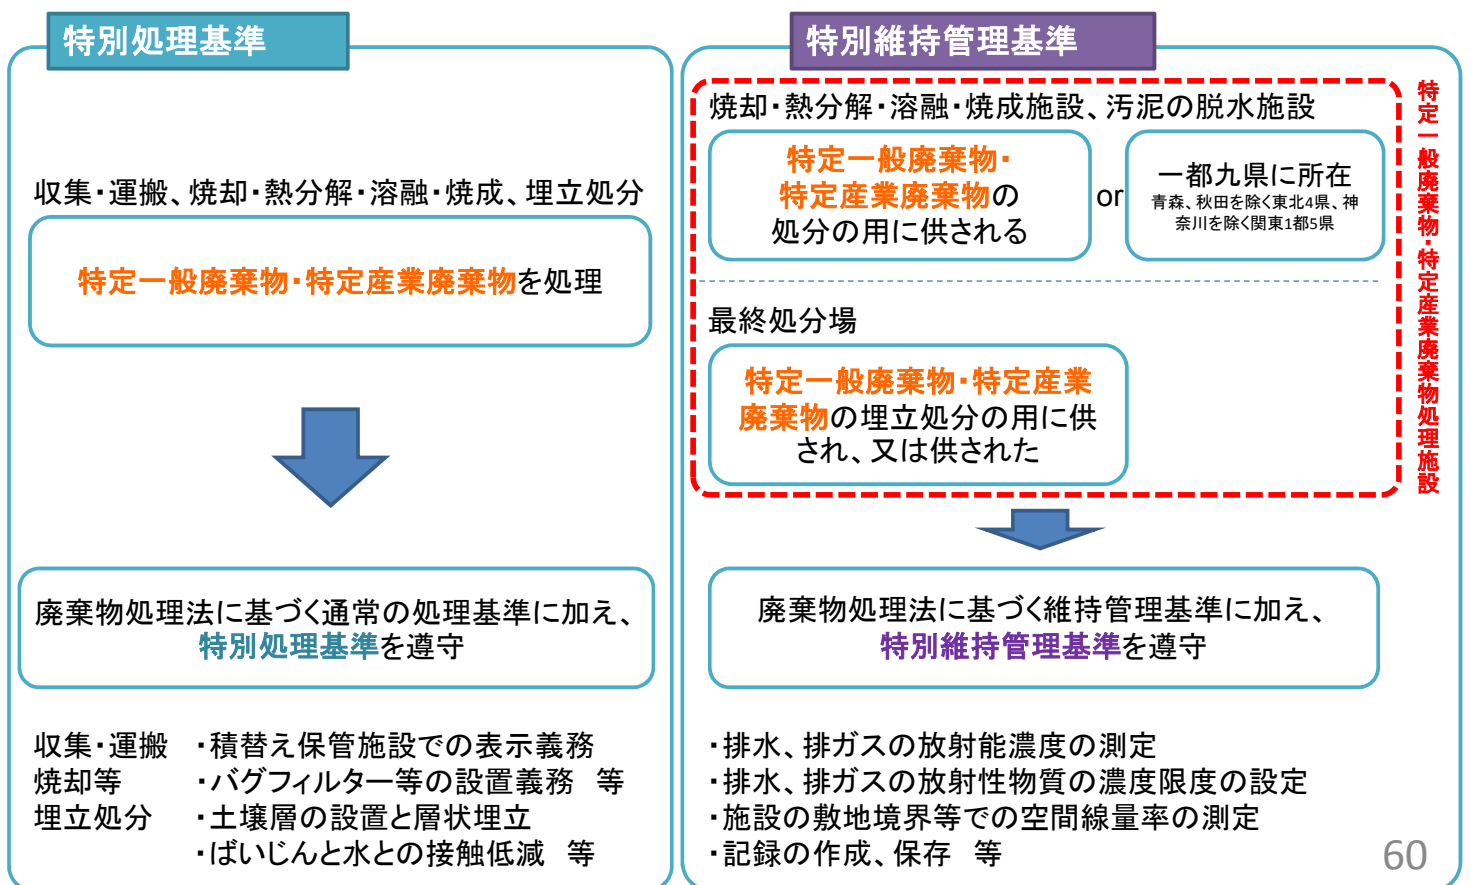 特別処理基準
収集・運搬、焼却・熱分解・溶融・焼成、埋立処分
特定一般廃棄物・特定産業廃棄物を処理
廃棄物処理法に基づく通常の処理基準に加え、
特別処理基準を遵守
収集・運搬　・積替え保管施設での表示義務
焼却等　・バグフィルター等の設置義務　等
埋立処分　・土壌層の設置と層状埋立
・ばいじんと水との接触低減　等
特別維持管理基準
焼却・熱分解・溶融・焼成施設、汚泥の脱水施設
特定一般廃棄物・
特定産業廃棄物の
処分の用に供される
or
一都九県に所在
青森、秋田を除く東北4県、神
奈川を除く関東1都5県
最終処分場
特定一般廃棄物・特定産業
廃棄物の埋立処分の用に供
され、又は供された
特定一般廃棄物・特定産業廃棄物処理施設
廃棄物処理法に基づく維持管理基準に加え、
特別維持管理基準を遵守
・排水、排ガスの放射能濃度の測定
・排水、排ガスの放射性物質の濃度限度の設定
・施設の敷地境界等での空間線量率の測定
・記録の作成、保存　等
60